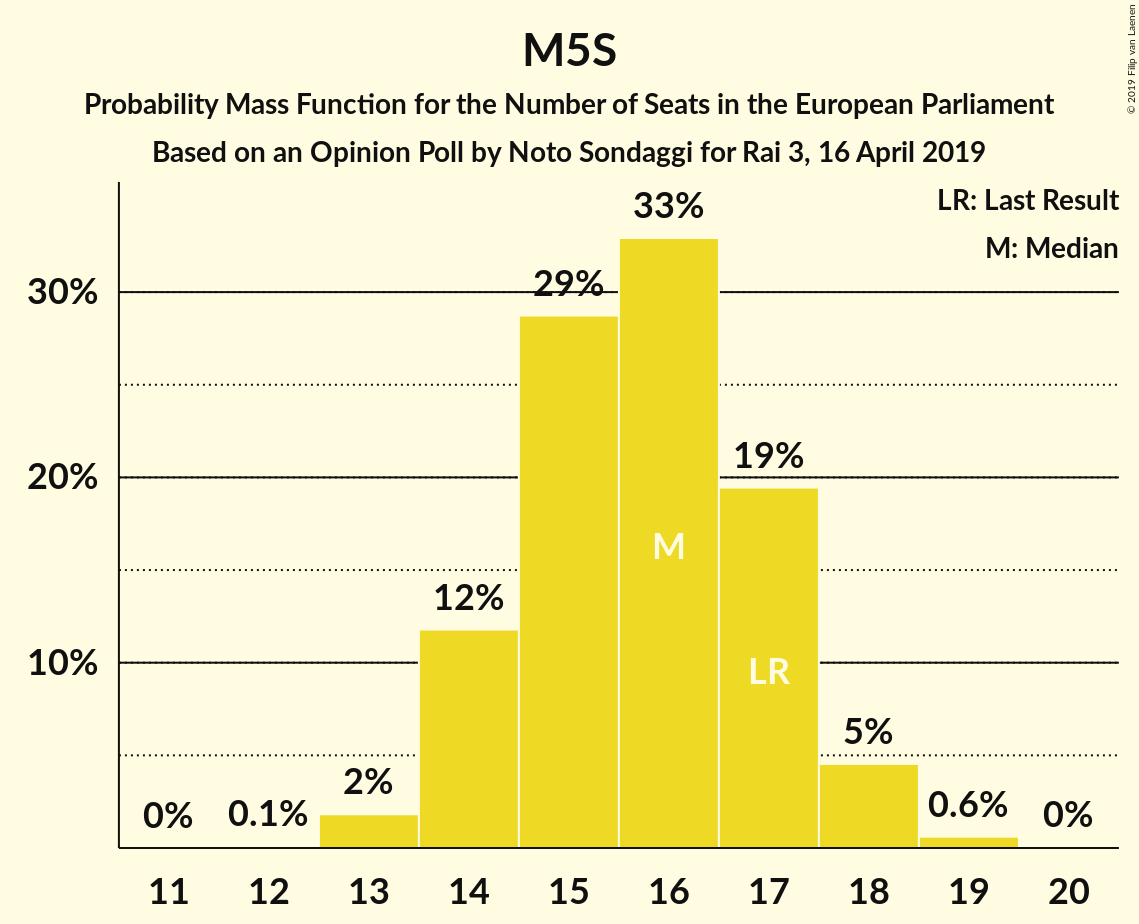 M5S
Probability Mass Function for the Number of Seats in the European Parliament
Based on an Opinion Poll by Noto Sondaggi for Rai 3, 16 April 2019
© 2019 Filip van Laenen
LR: Last Result
M: Median
30%
20%
10%
0%
0.1%
2%
12%
29%
33%
19%
5%
0.6%
0%
M
LR
11 12 13 14 15 16 17 18 19 20